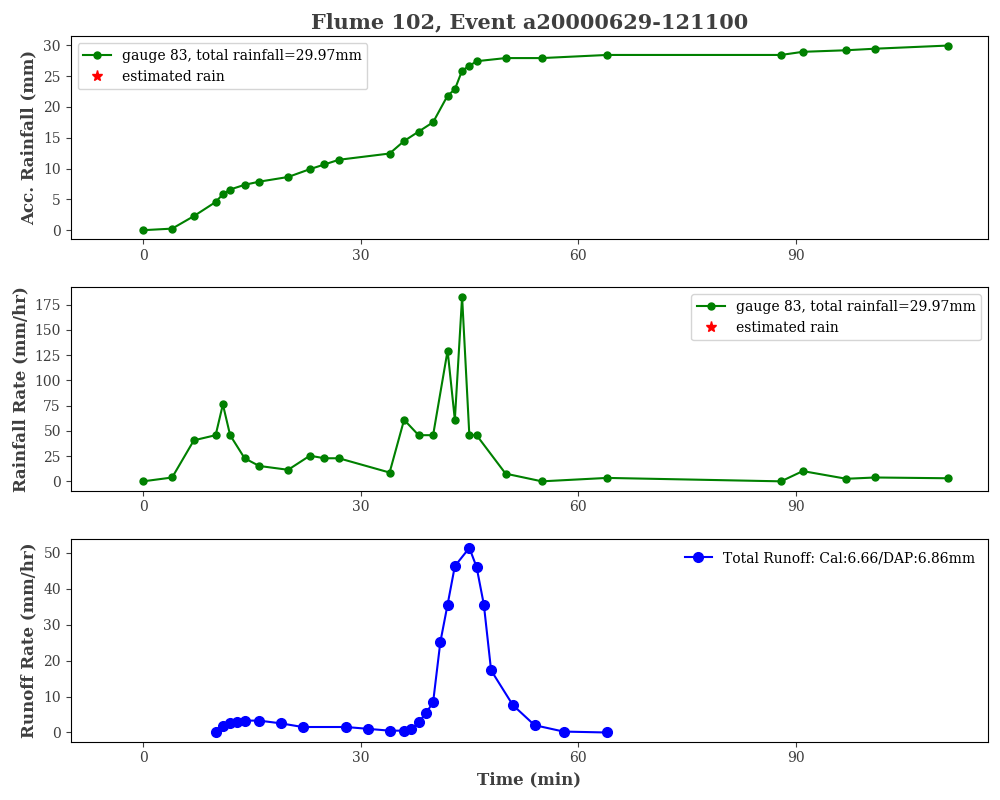 Flume 102, Event a20000629-121100
Acc. Rainfall (mm)
30
25
20
15
10
5
0
gauge 83, total rainfall=29.97mm
estimated rain
0 30 60 90
Rainfall Rate (mm/hr)
175
150
125
100
75
50
25
0
gauge 83, total rainfall=29.97mm
estimated rain
0 30 60 90
Runoff Rate (mm/hr)
50
40
30
20
10
0
Total Runoff: Cal:6.66/DAP:6.86mm
0 30 60 90
Time (min)